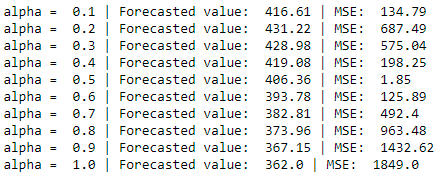 alpha =  0.1 | Forecasted value:  416.61 | MSE:  134.79
alpha =  0.2 | Forecasted value:  431.22 | MSE:  687.49
alpha =  0.3 | Forecasted value:  428.98 | MSE:  575.04
alpha =  0.4 | Forecasted value:  419.08 | MSE:  198.25
alpha =  0.5 | Forecasted value:  406.36 | MSE:  1.85
alpha =  0.6 | Forecasted value:  393.78 | MSE:  125.89
alpha =  0.7 | Forecasted value:  382.81 | MSE:  492.4
alpha =  0.8 | Forecasted value:  373.96 | MSE:  963.48
alpha =  0.9 | Forecasted value:  367.15 | MSE:  1432.62
alpha =  1.0 | Forecasted value:  362.0 | MSE:  1849.0